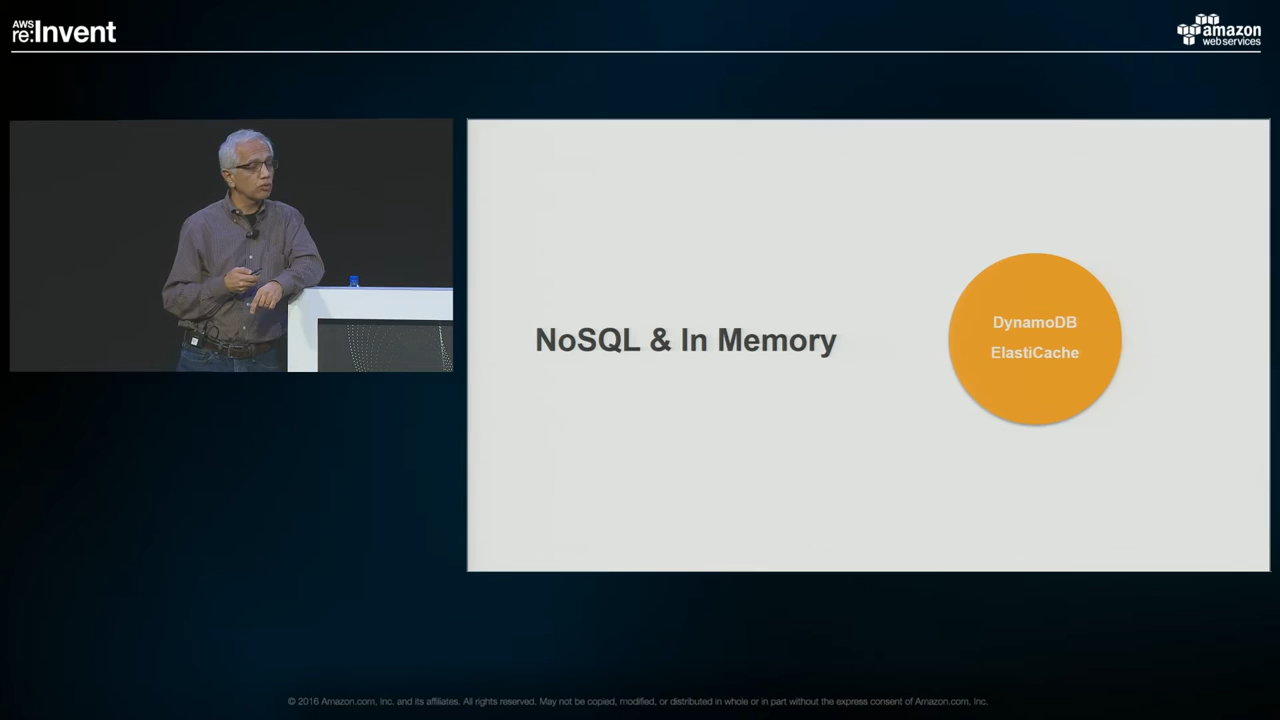 AWS
re:Invent
amazon
web services
NoSQL & In Memory
DynamoDB
ElastiCache
© 2016 Amazon.com, Inc. and its affiliates. All rights reserved. May not be copied, modified, or distributed in whole or in part without the express consent of Amazon.com, Inc.